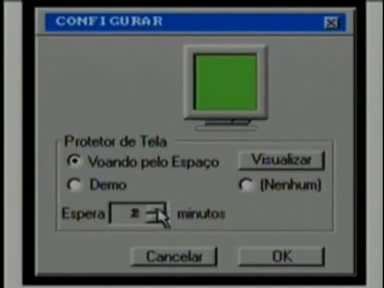 CONFIGURAR
Protetor de Tela
Voando pelo Espaço Visualizar
Demo (Nenhum)
Espera 2 minutos
Cancelar OK